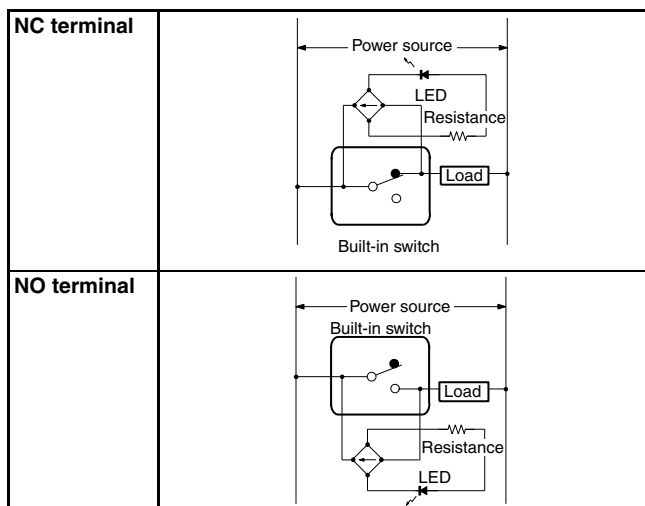 NC terminal
Power source
LED
Resistance
Load
Built-in switch
NO terminal
Power source
Built-in switch
Load
Resistance
LED